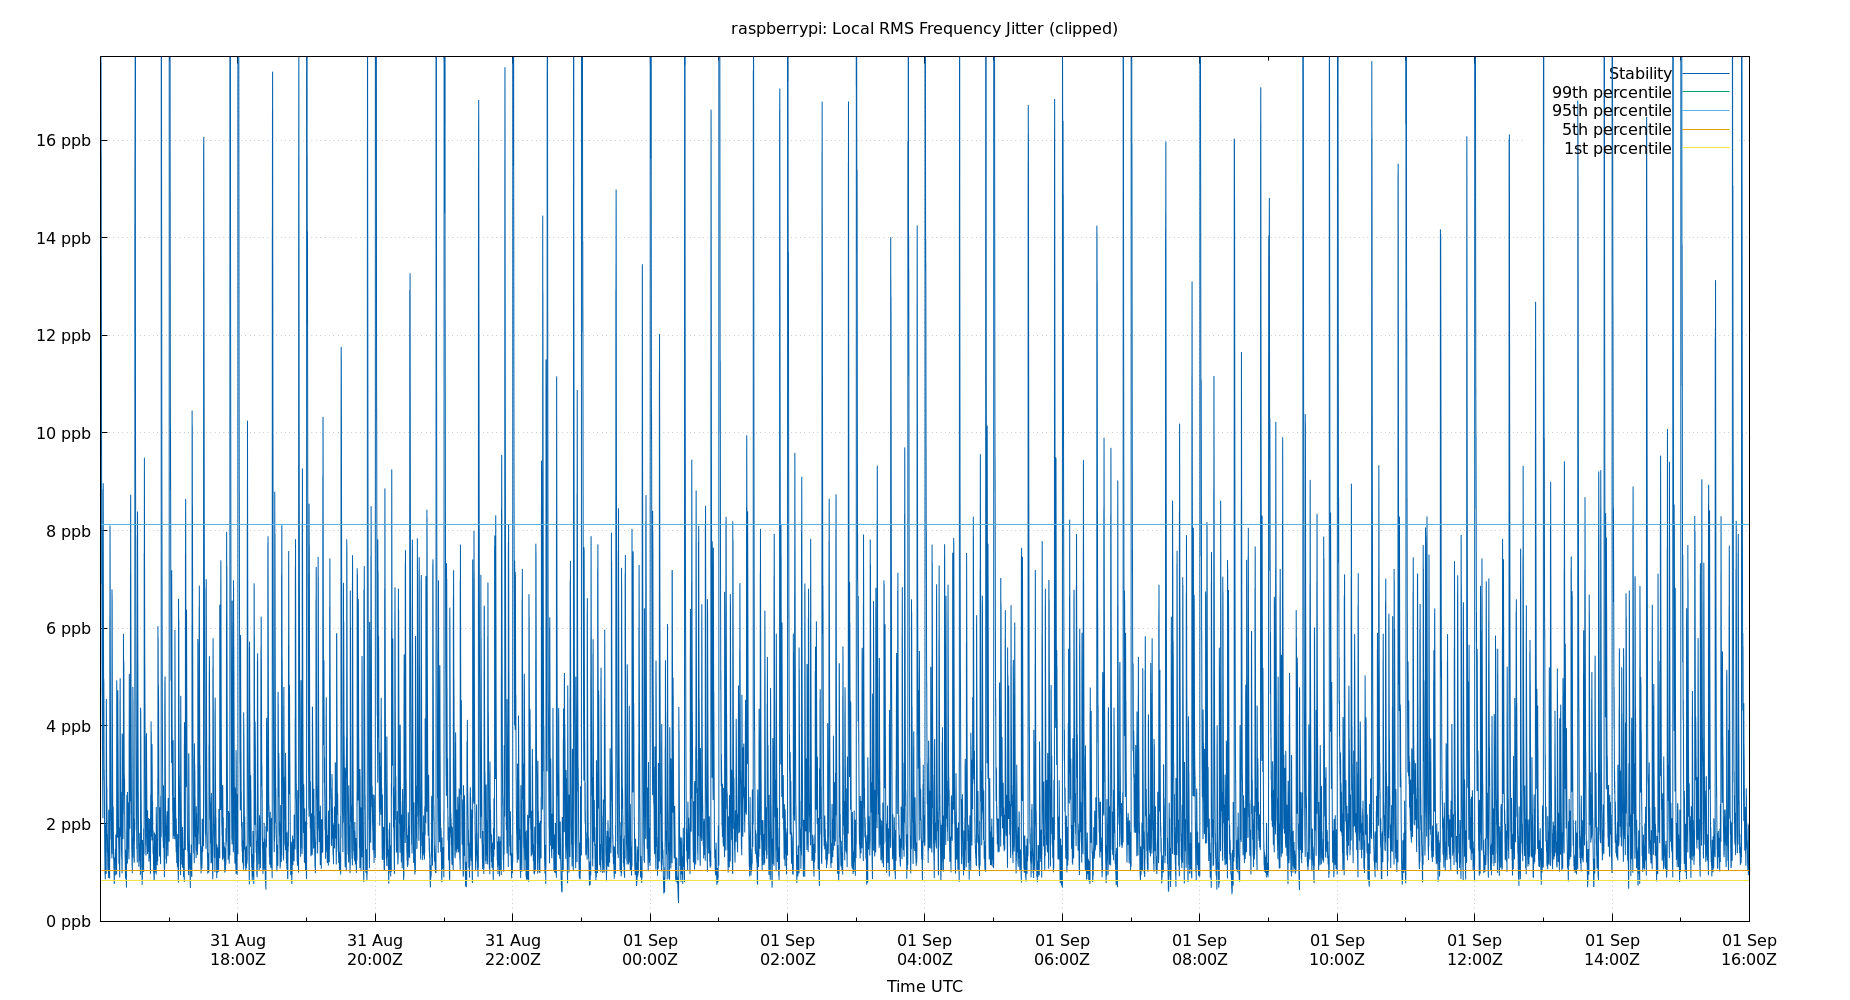 raspberrypi: Local RMS Frequency Jitter (clipped)
Stability
99th percentile
95th percentile
5th percentile
1st percentile
16 ppb
14 ppb
12 ppb
10 ppb
8 ppb
6 ppb
4 ppb
2 ppb
0 ppb
31 Aug 31 Aug 31 Aug 01 Sep 01 Sep 01 Sep 01 Sep 01 Sep 01 Sep 01 Sep 01 Sep 01 Sep
18:00Z 20:00Z 22:00Z 00:00Z 02:00Z 04:00Z 06:00Z 08:00Z 10:00Z 12:00Z 14:00Z 16:00Z
Time UTC